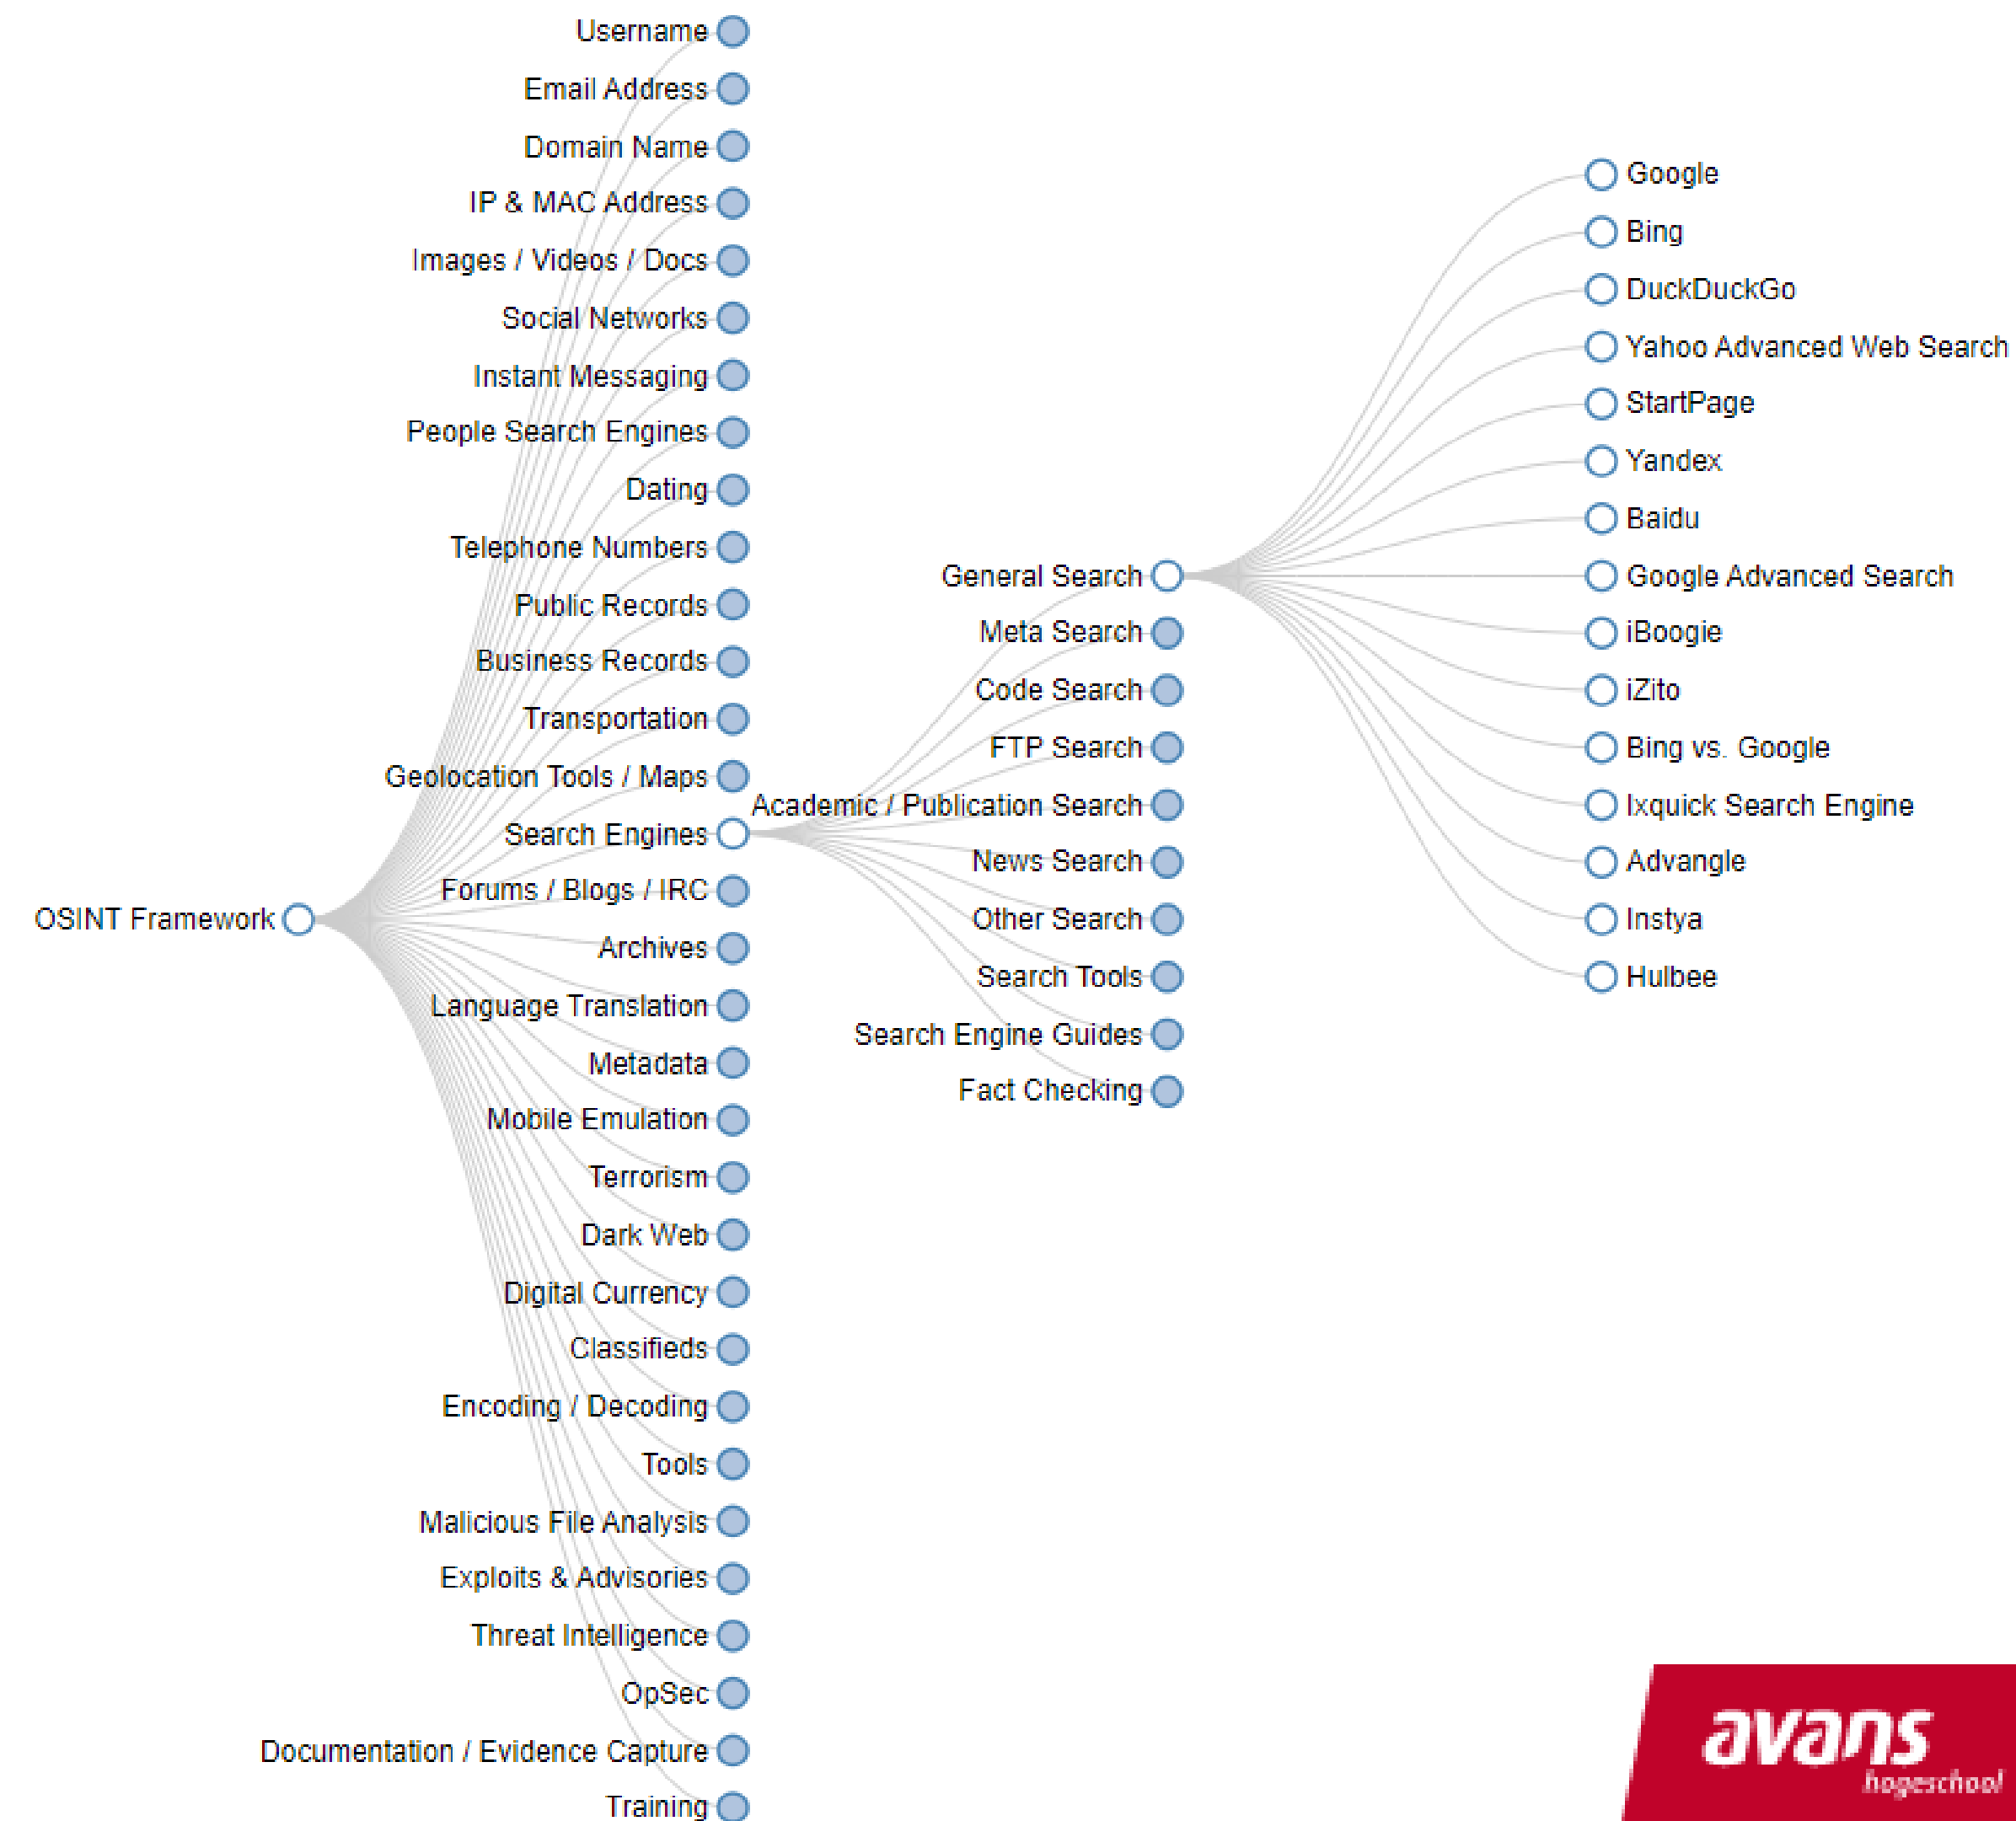 Username
Email Address
Domain Name
IP & MAC Address
Images / Videos / Docs
Social Networks
Instant Messaging
People Search Engines
Dating
Telephone Numbers
Public Records
Business Records
Transportation
Geolocation Tools / Maps
Search Engines
Forums / Blogs / IRC
OSINT Framework
Archives
Language Translation
Metadata
Mobile Emulation
Terrorism
Dark Web
Digital Currency
Classifieds
Encoding / Decoding
Tools
Malicious File Analysis
Exploits & Advisories
Threat Intelligence
OpSec
Documentation / Evidence Capture
Training
General Search
Meta Search
Code Search
FTP Search
Academic / Publication Search
News Search
Other Search
Search Tools
Search Engine Guides
Fact Checking
Google
Bing
DuckDuckGo
Yahoo Advanced Web Search
StartPage
Yandex
Baidu
Google Advanced Search
iBoogie
iZito
Bing vs. Google
Ixquick Search Engine
Advangle
Instya
Hulbee
avans
hogeschool